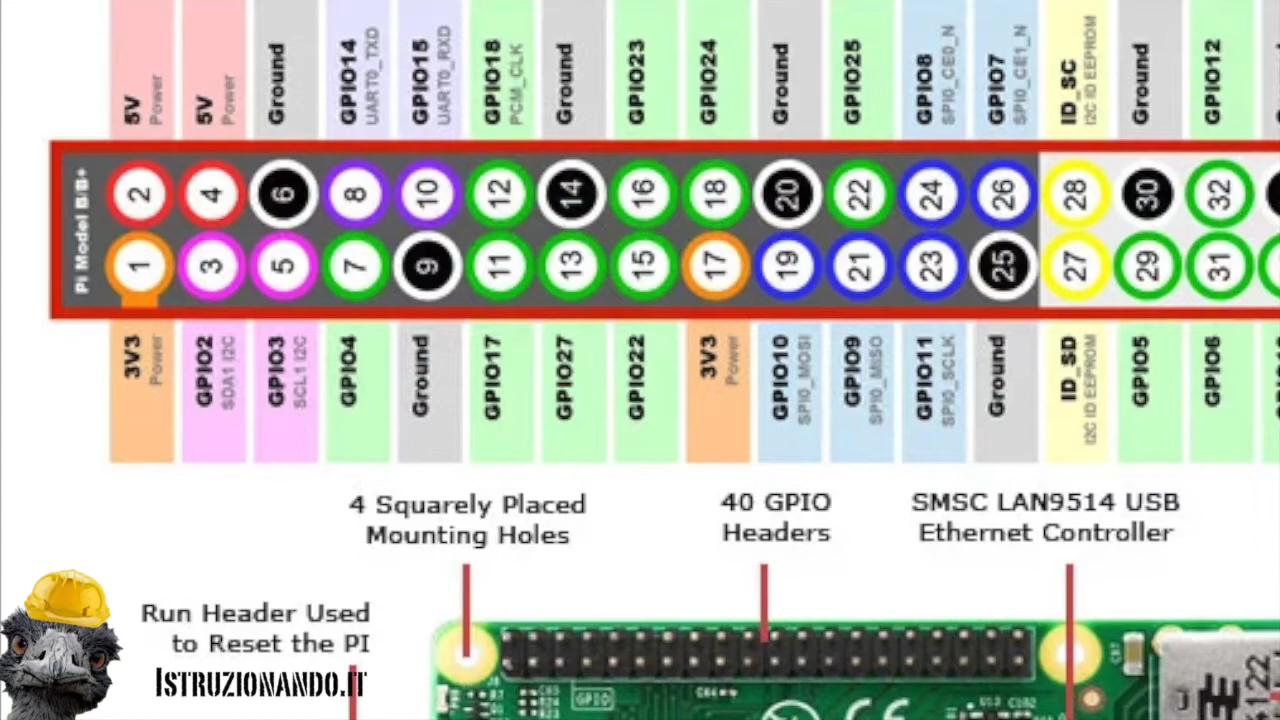 5V
Power
5V
Power
Ground
GPIO14
UART0_TXD
GPIO15
UART0_RXD
GPIO18
PCM_CLK
Ground
GPIO23
GPIO24
Ground
GPIO25
GPIO8
SPI0_CE0_N
GPIO7
SPI0_CE1_N
ID_SC
I2C ID EEPROM
Ground
GPIO12
Pi Model B/B+
2 4 6 8 10 12 14 16 18 20 22 24 26 28 30 32
1 3 5 7 9 11 13 15 17 19 21 23 25 27 29 31
3V3
Power
GPIO2
SDA1 I2C
GPIO3
SCL1 I2C
GPIO4
Ground
GPIO17
GPIO27
GPIO22
3V3
Power
GPIO10
SPI0_MOSI
GPIO9
SPI0_MISO
GPIO11
SPI0_SCLK
Ground
ID_SD
I2C ID EEPROM
GPIO5
GPIO6
4 Squarely Placed
Mounting Holes
40 GPIO
Headers
SMSC LAN9514 USB
Ethernet Controller
Run Header Used
to Reset the PI
ISTRUZIONANDO.IT
GPIO